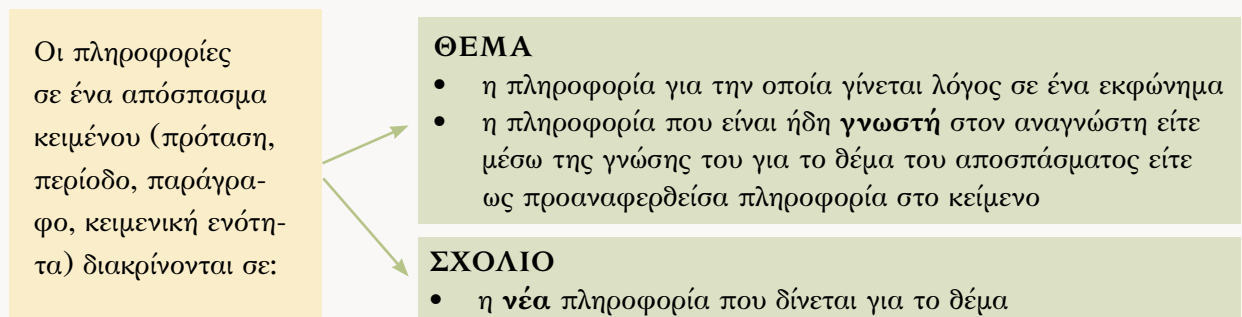 Οι πληροφορίες
σε ένα απόσπασμα
κειμένου (πρόταση,
περίοδο, παράγρα-
φο, κειμενική ενότη-
τα) διακρίνονται σε:
ΘΕΜΑ
• η πληροφορία για την οποία γίνεται λόγος σε ένα εκφώνημα
• η πληροφορία που είναι ήδη γνωστή στον αναγνώστη είτε
μέσω της γνώσης του για το θέμα του αποσπάσματος είτε
ως προαναφερθείσα πληροφορία στο κείμενο
ΣΧΟΛΙΟ
• η νέα πληροφορία που δίνεται για το θέμα